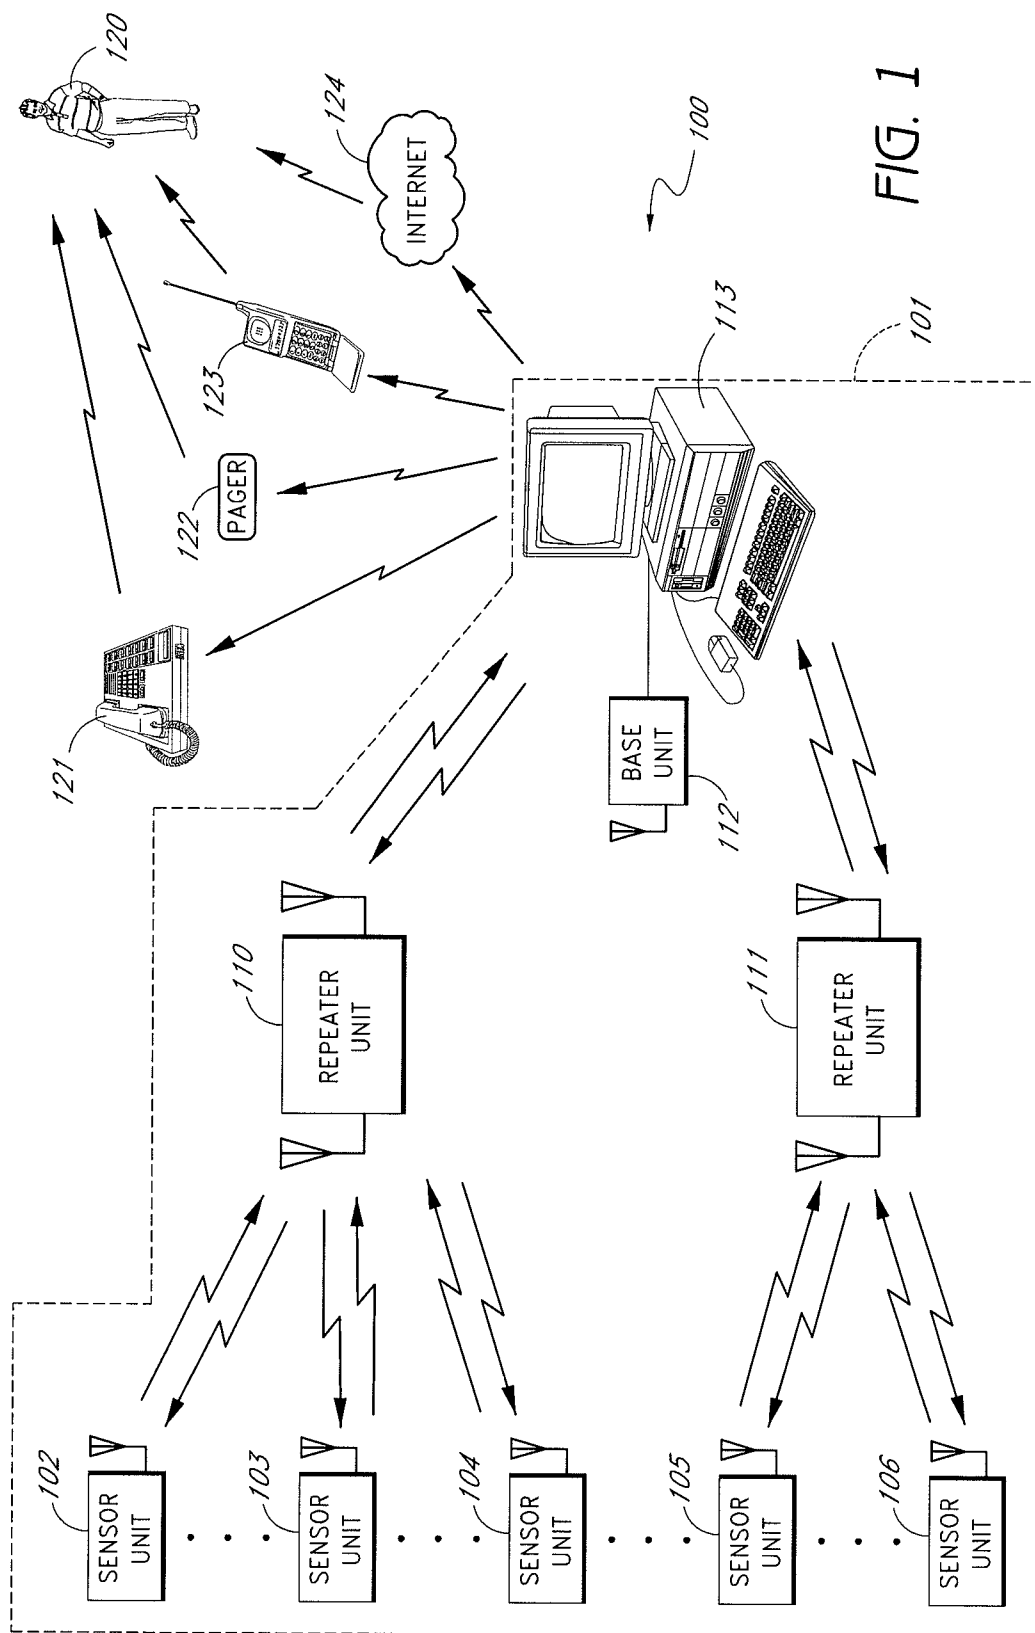 120
124
INTERNET
100
FIG. 1
123
122
PAGER
113
101
121
BASE
UNIT
112
110
REPEATER
UNIT
111
REPEATER
UNIT
102
SENSOR
UNIT
103
SENSOR
UNIT
104
SENSOR
UNIT
105
SENSOR
UNIT
106
SENSOR
UNIT